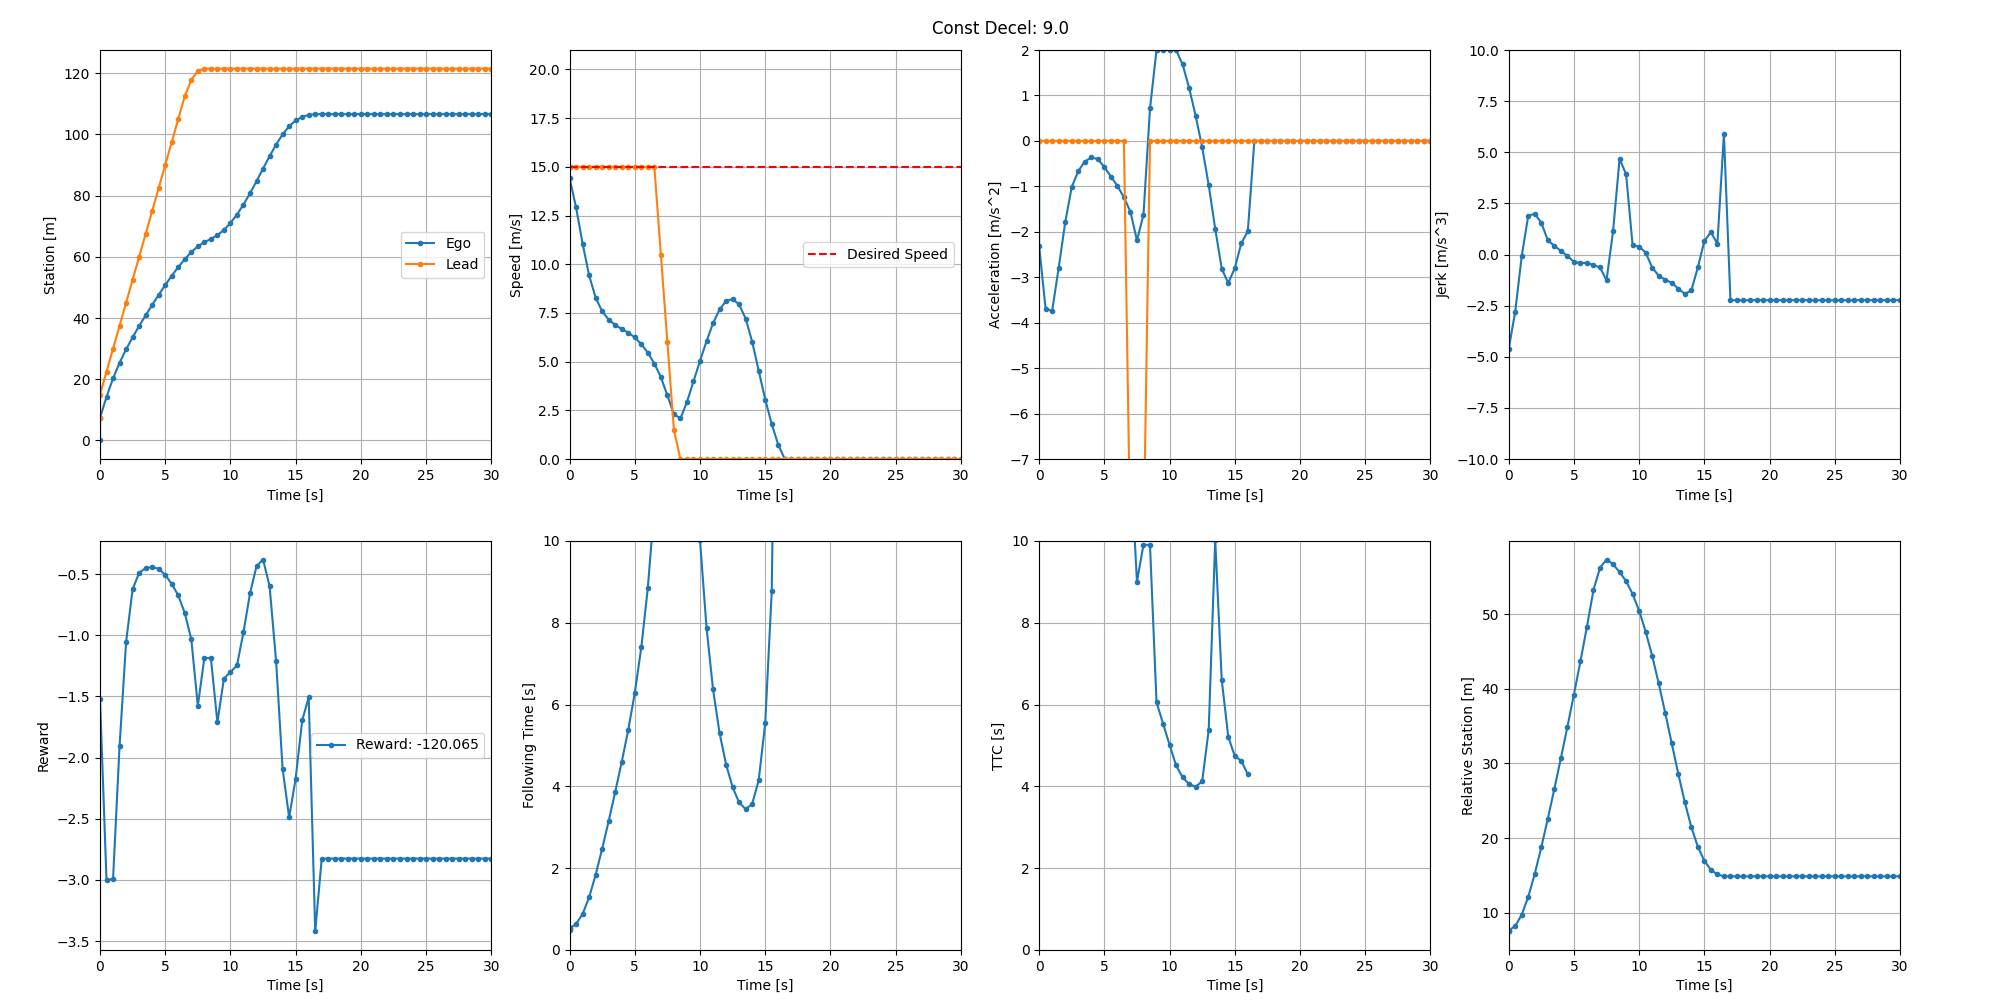 Const Decel: 9.0
Station [m]
120
100
80
60
40
20
0
Ego
Lead
0 5 10 15 20 25 30
Time [s]
Speed [m/s]
20.0
17.5
15.0
12.5
10.0
7.5
5.0
2.5
0.0
Desired Speed
0 5 10 15 20 25 30
Time [s]
Acceleration [m/s^2]
2
1
0
−1
−2
−3
−4
−5
−6
−7
0 5 10 15 20 25 30
Time [s]
Jerk [m/s^3]
10.0
7.5
5.0
2.5
0.0
−2.5
−5.0
−7.5
−10.0
0 5 10 15 20 25 30
Time [s]
Reward
−0.5
−1.0
−1.5
−2.0
−2.5
−3.0
−3.5
Reward: -120.065
0 5 10 15 20 25 30
Time [s]
Following Time [s]
10
8
6
4
2
0
0 5 10 15 20 25 30
Time [s]
TTC [s]
10
8
6
4
2
0
0 5 10 15 20 25 30
Time [s]
Relative Station [m]
50
40
30
20
10
0 5 10 15 20 25 30
Time [s]